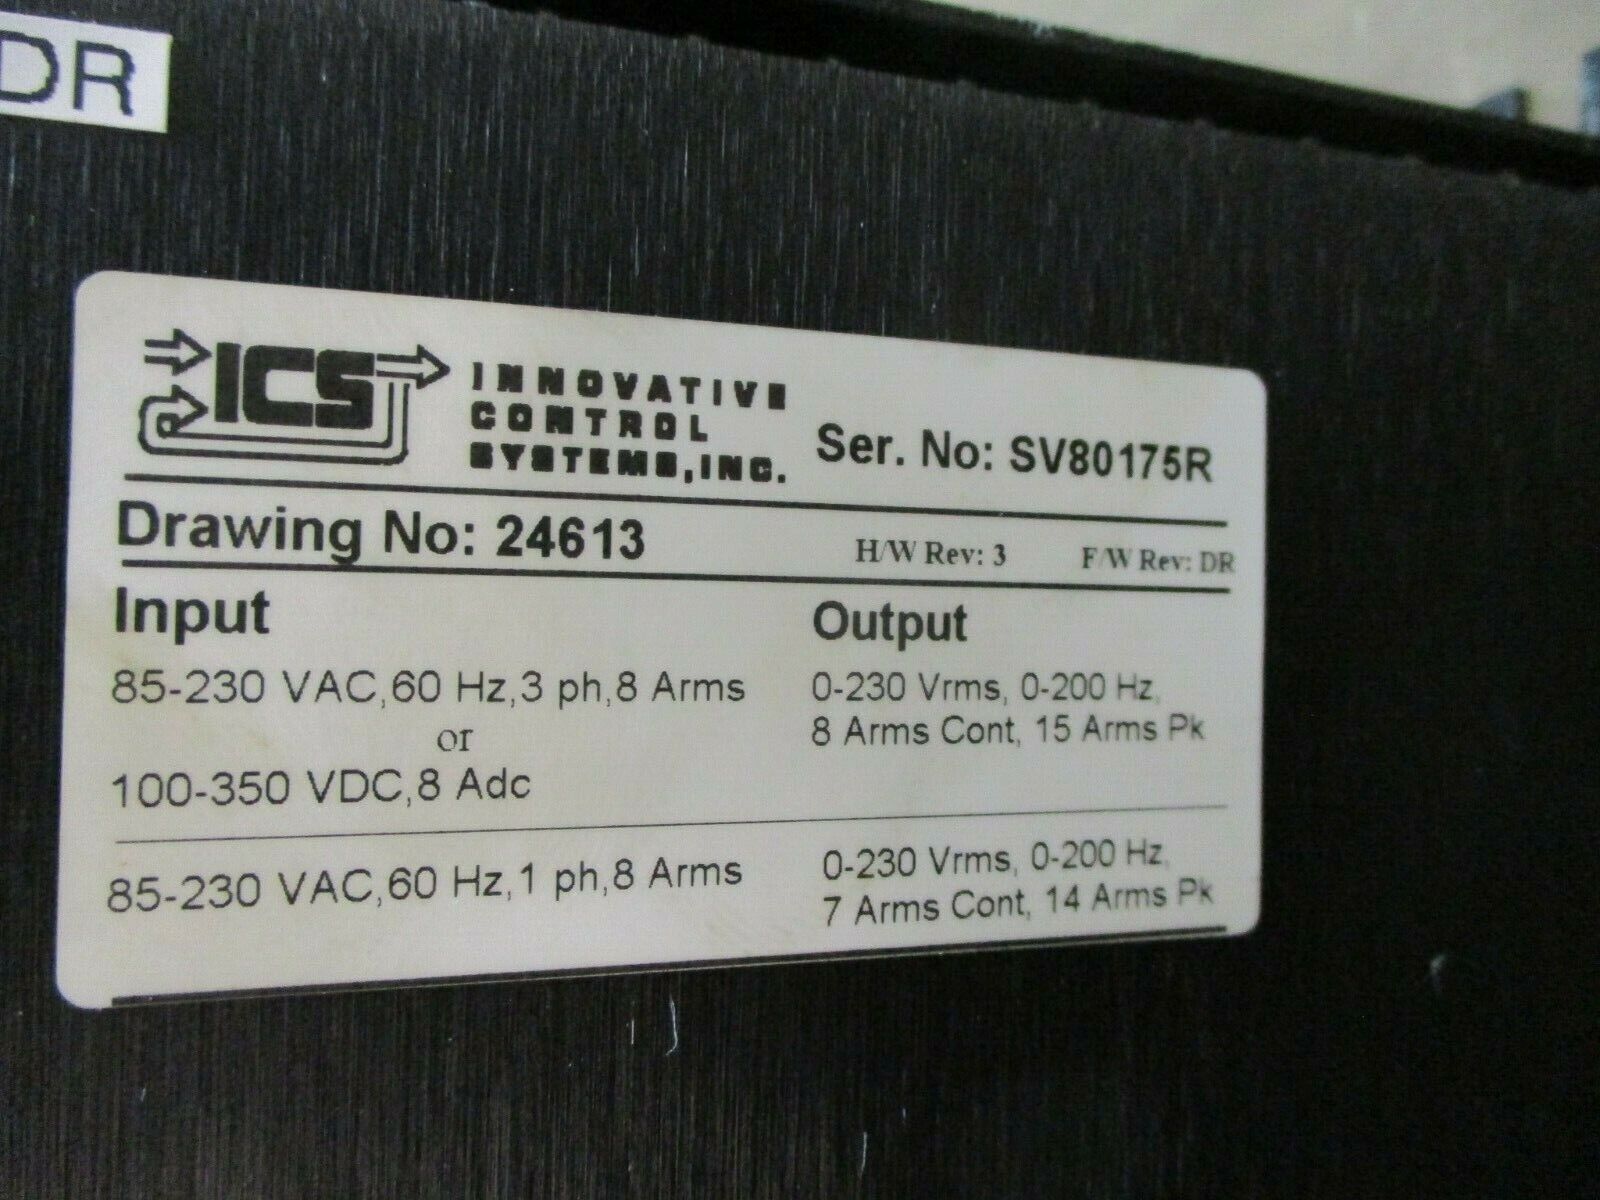 DR
ICS
INNOVATIVE
CONTROL
SYSTEMS,INC.
Ser. No: SV80175R
Drawing No: 24613
H/W Rev: 3 F/W Rev: DR
Input
85-230 VAC,60 Hz,3 ph,8 Arms
or
100-350 VDC,8 Adc
Output
0-230 Vrms, 0-200 Hz,
8 Arms Cont, 15 Arms Pk
85-230 VAC,60 Hz,1 ph,8 Arms
0-230 Vrms, 0-200 Hz,
7 Arms Cont, 14 Arms Pk